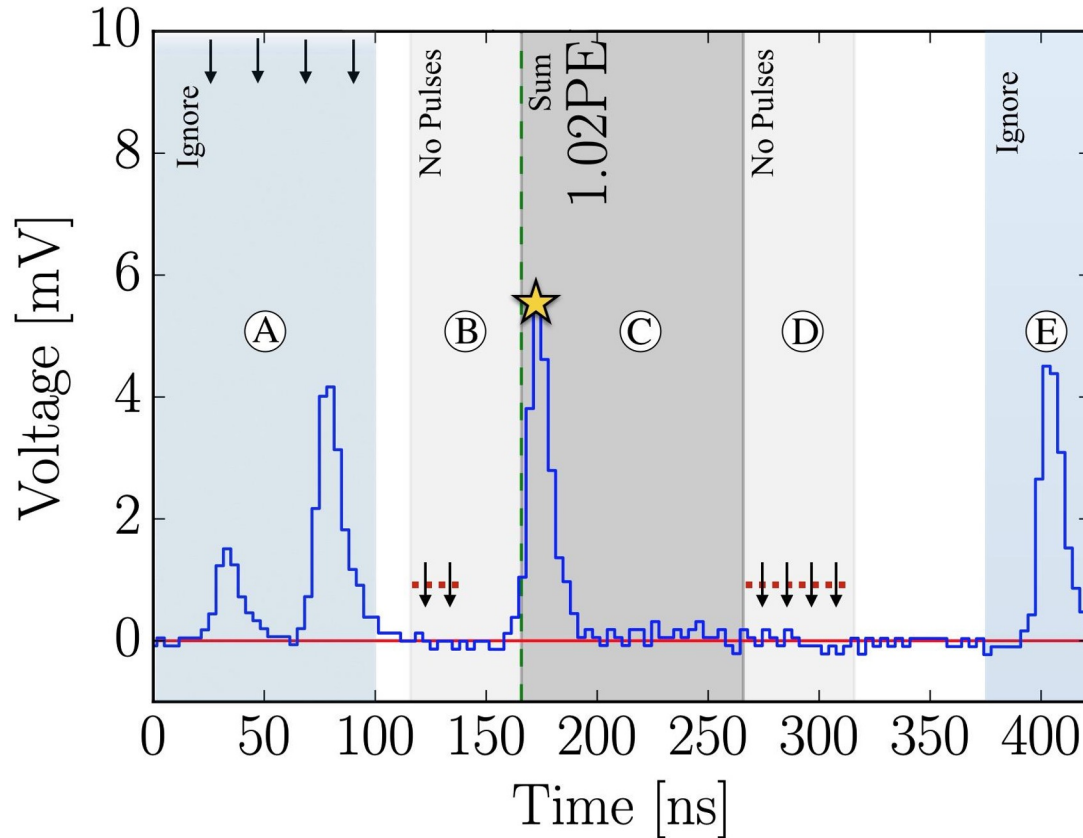 10
8
6
4
2
0
Voltage [mV]
Ignore
No Pulses
Sum
1.02PE
No Pulses
Ignore
A
B
C
D
E
0 50 100 150 200 250 300 350 400
Time [ns]